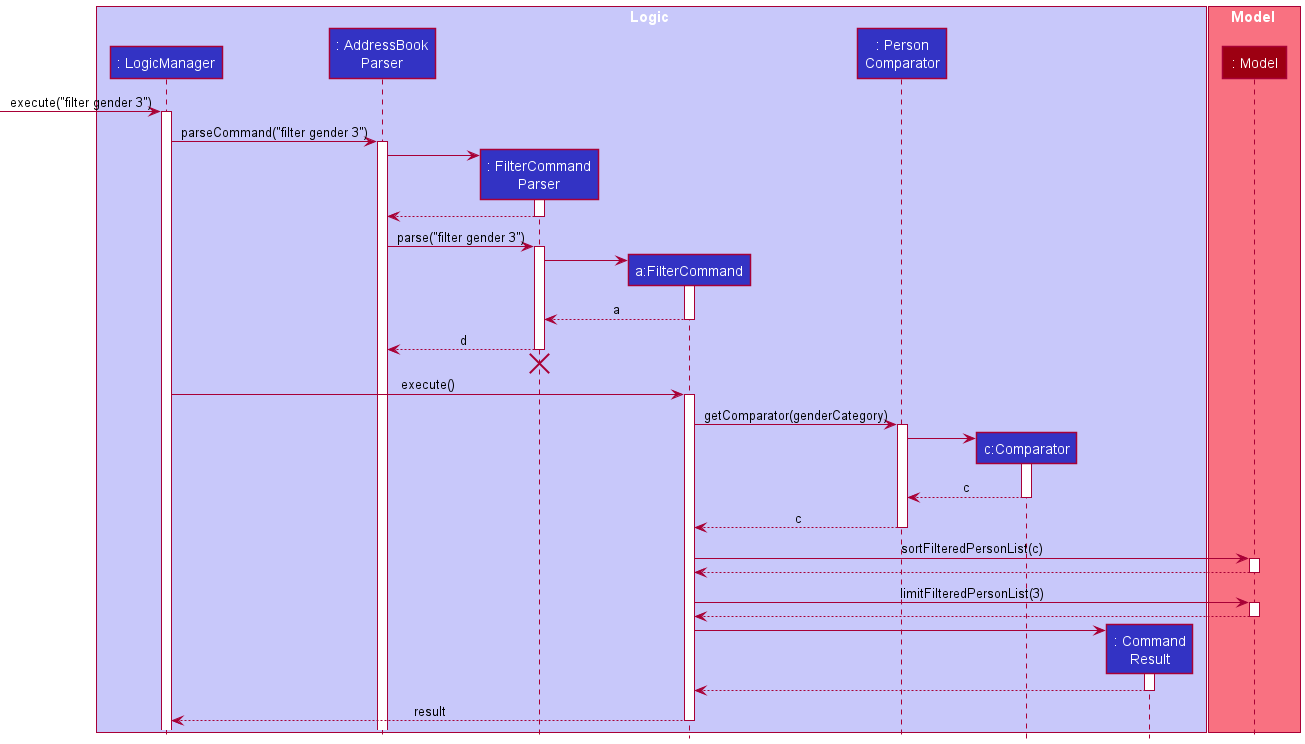 Logic
Model
: LogicManager
: AddressBook
Parser
: Person
Comparator
: Model
execute("filter gender 3")
parseCommand("filter gender 3")
: FilterCommand
Parser
parse("filter gender 3")
a:FilterCommand
a
d
execute()
getComparator(genderCategory)
c:Comparator
c
c
sortFilteredPersonList(c)
limitFilteredPersonList(3)
: Command
Result
result